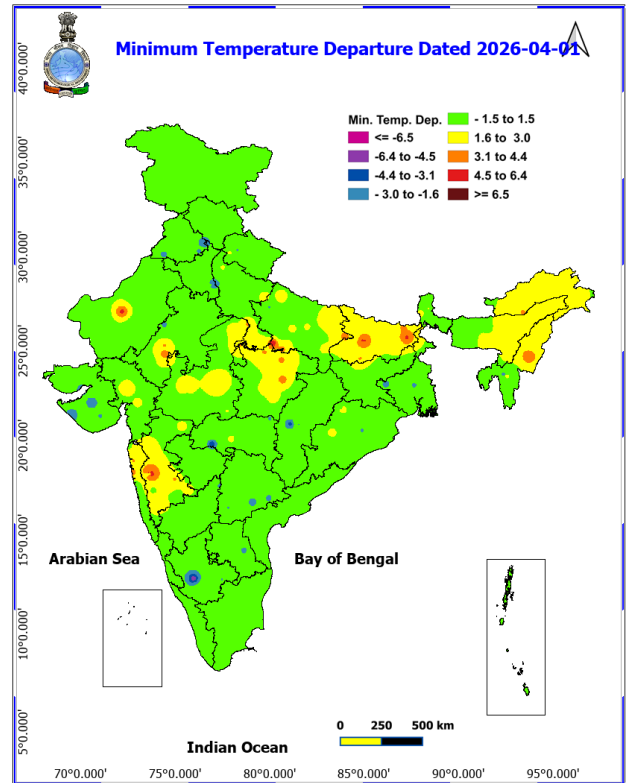 Minimum Temperature Departure Dated 2026-04-01
40°0.000'
Min. Temp. Dep.
<= -6.5
-6.4 to -4.5
-4.4 to -3.1
- 3.0 to -1.6
- 1.5 to 1.5
1.6 to 3.0
3.1 to 4.4
4.5 to 6.4
>= 6.5
35°0.000'
30°0.000'
25°0.000'
20°0.000'
15°0.000'
Arabian Sea
Bay of Bengal
10°0.000'
5°0.000'
0 250 500 km
Indian Ocean
70°0.000' 75°0.000' 80°0.000' 85°0.000' 90°0.000' 95°0.000'